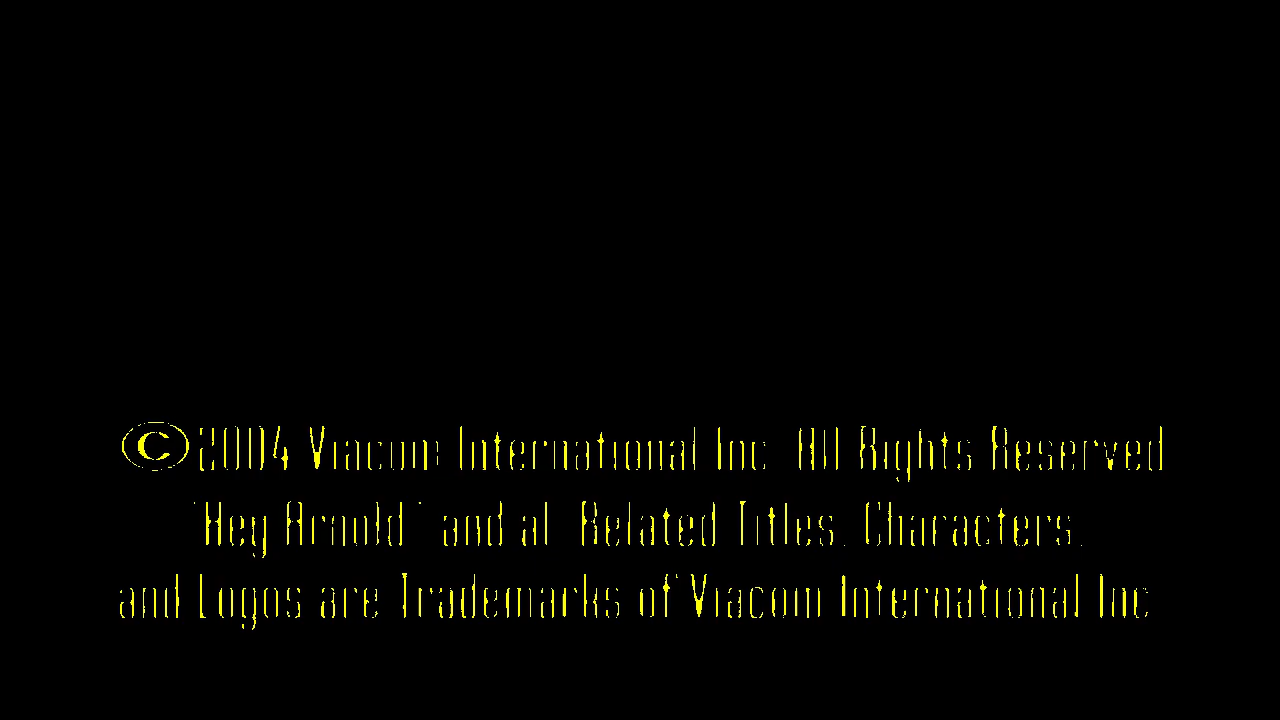 ©2004 Viacom International Inc. All Rights Reserved
"Hey Arnold!" and all Related Titles, Characters,
and Logos are Trademarks of Viacom International Inc.